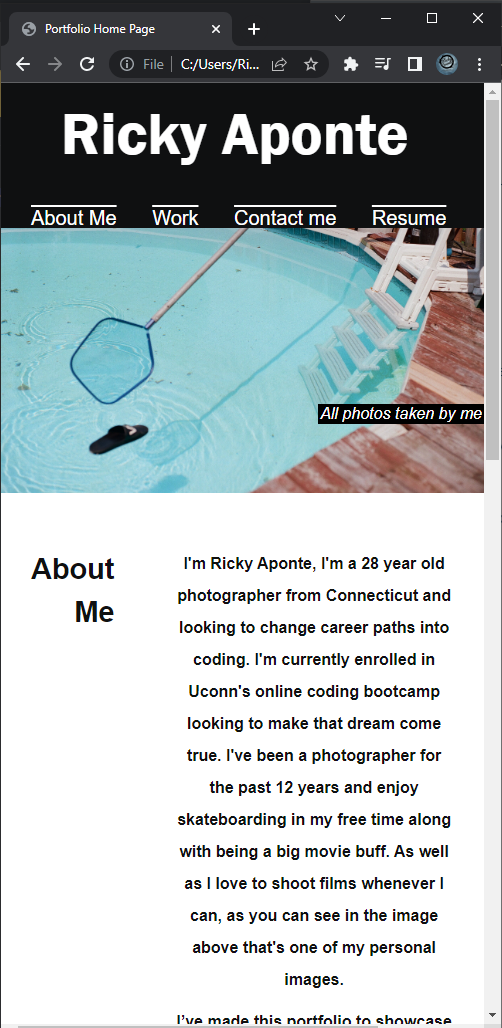 Portfolio Home Page
File
C:/Users/Ri...
Ricky Aponte
About Me Work Contact me Resume
All photos taken by me
About
Me
I'm Ricky Aponte, I'm a 28 year old
photographer from Connecticut and
looking to change career paths into
coding. I'm currently enrolled in
Uconn's online coding bootcamp
looking to make that dream come
true. I've been a photographer for
the past 12 years and enjoy
skateboarding in my free time along
with being a big movie buff. As well
as I love to shoot films whenever I
can, as you can see in the image
above that's one of my personal
images.
I’ve made this portfolio to showcase